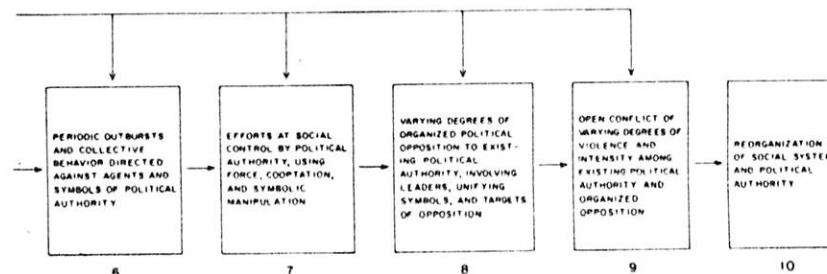 PERIODIC OUTBURSTS
AND COLLECTIVE
BEHAVIOR DIRECTED
AGAINST AGENTS AND
SYMBOLS OF POLITICAL
AUTHORITY
6
EFFORTS AT SOCIAL
CONTROL BY POLITICAL
AUTHORITY, USING
FORCE, COOPTATION,
AND SYMBOLIC
MANIPULATION
7
VARYING DEGREES OF
ORGANIZED POLITICAL
OPPOSITION TO EXIST-
ING POLITICAL
AUTHORITY, INVOLVING
LEADERS, UNIFYING
SYMBOLS, AND TARGETS
OF OPPOSITION
8
OPEN CONFLICT OF
VARYING DEGREES OF
VIOLENCE AND
INTENSITY AMONG
EXISTING POLITICAL
AUTHORITY AND
ORGANIZED
OPPOSITION
9
REORGANIZATION
OF SOCIAL SYSTEM
AND POLITICAL
AUTHORITY
10